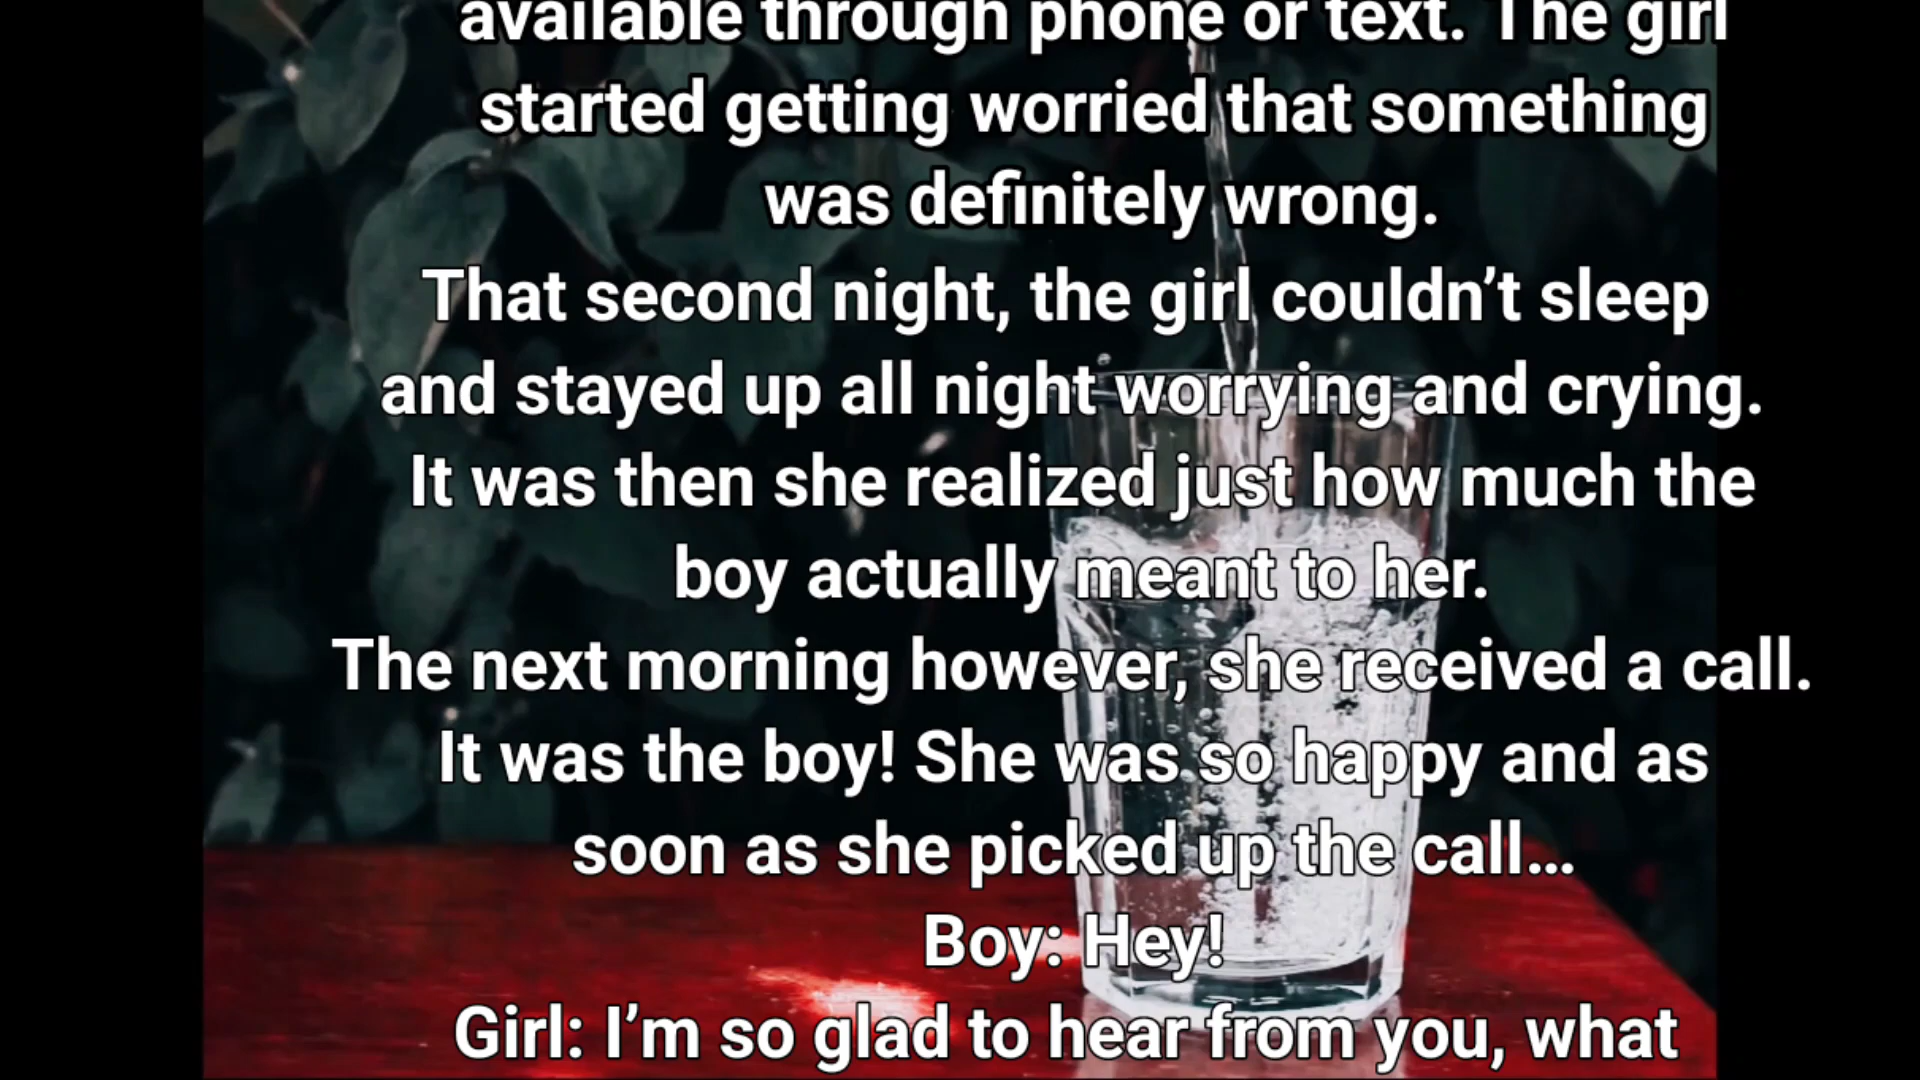 available through phone or text. The girl
started getting worried that something
was definitely wrong.
That second night, the girl couldn’t sleep
and stayed up all night worrying and crying.
It was then she realized just how much the
boy actually meant to her.
The next morning however, she received a call.
It was the boy! She was so happy and as
soon as she picked up the call…
Boy: Hey!
Girl: I’m so glad to hear from you, what